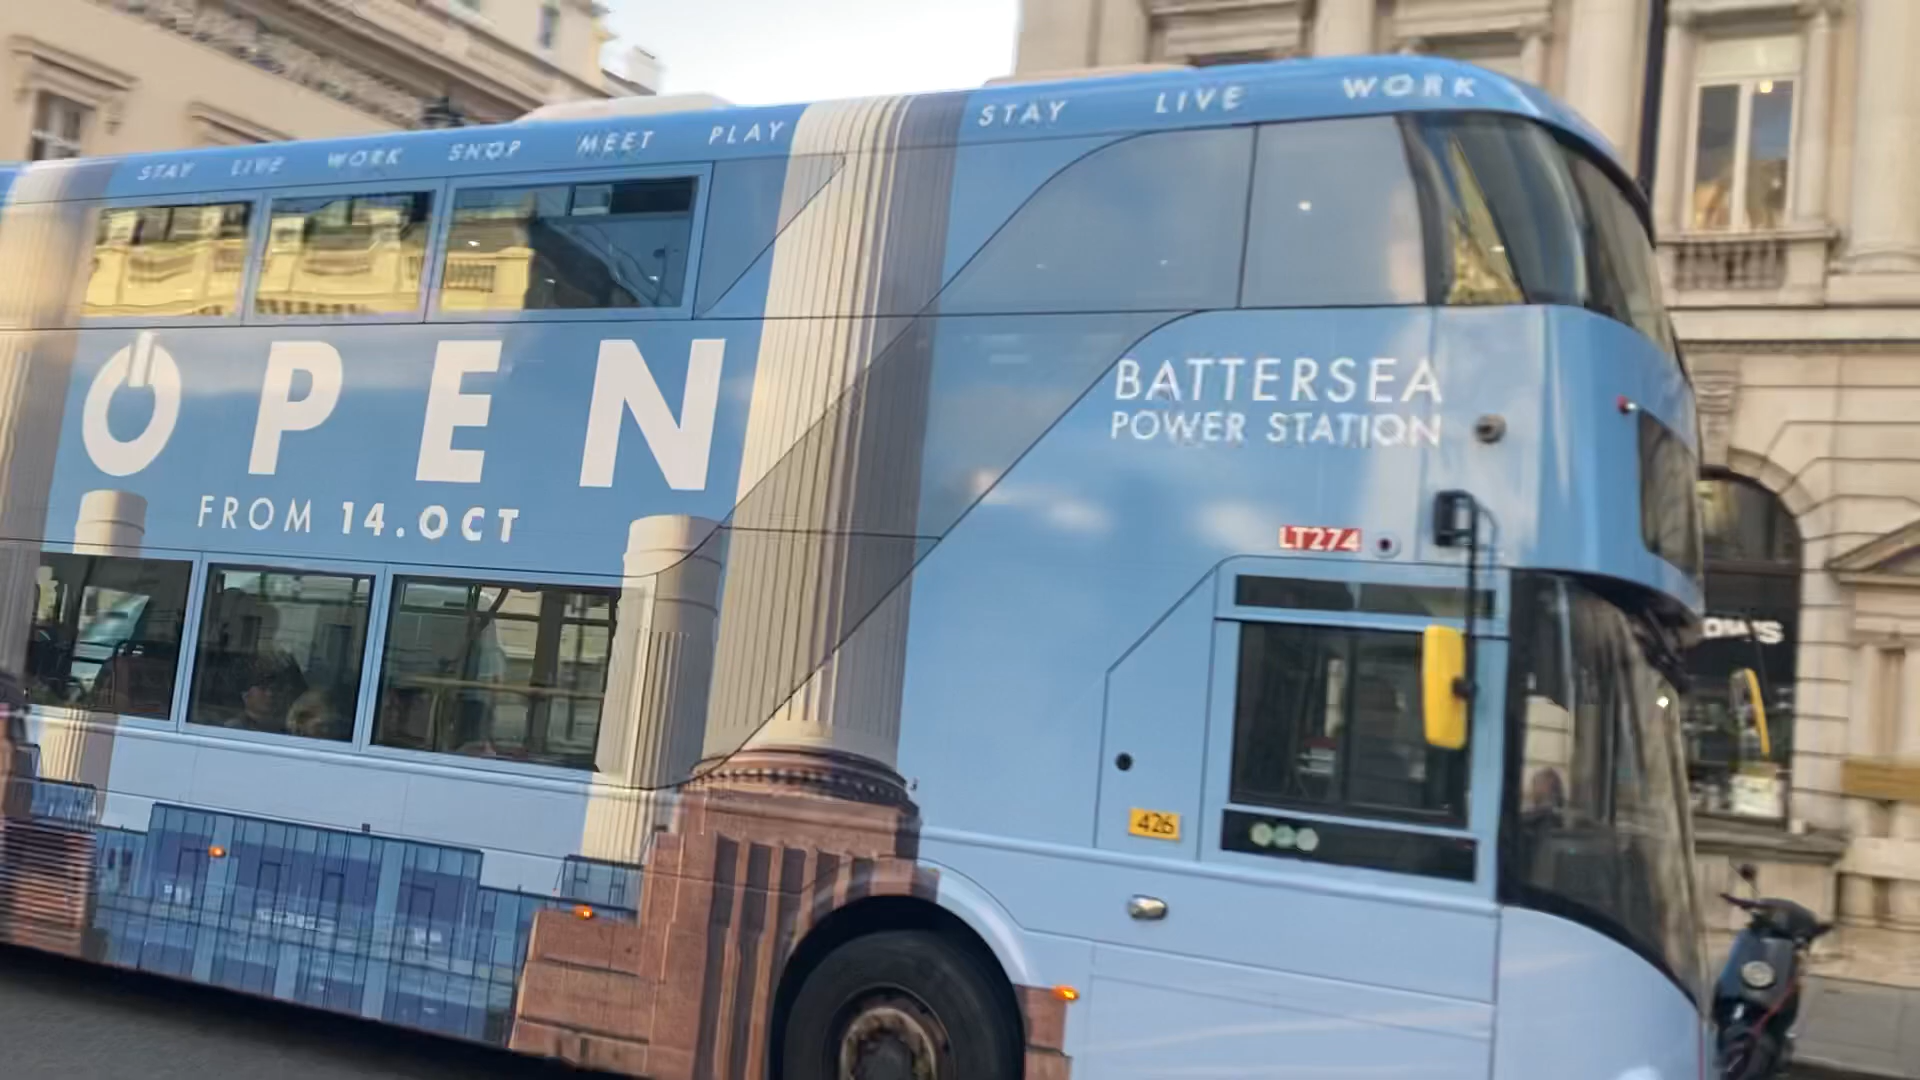 STAY LIVE WORK SHOP MEET PLAY
STAY LIVE WORK
OPEN
FROM 14.OCT
BATTERSEA
POWER STATION
LT274
426